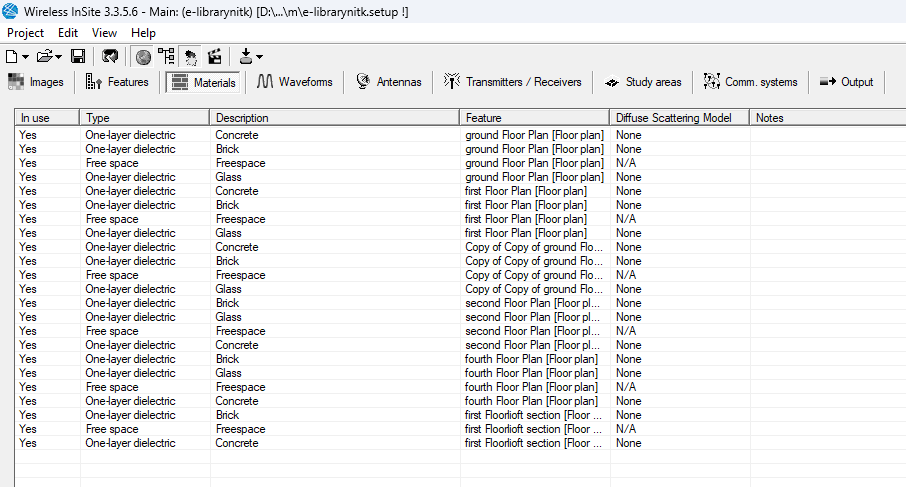 Wireless InSite 3.3.5.6 - Main: (e-librarynitk) [D:\...\m\e-librarynitk.setup !]
Project Edit View Help
Images Features Materials Waveforms Antennas Transmitters / Receivers Study areas Comm. systems Output
In use Type Description Feature Diffuse Scattering Model Notes
Yes One-layer dielectric Concrete ground Floor Plan [Floor plan] None
Yes One-layer dielectric Brick ground Floor Plan [Floor plan] None
Yes Free space Freespace ground Floor Plan [Floor plan] N/A
Yes One-layer dielectric Glass ground Floor Plan [Floor plan] None
Yes One-layer dielectric Concrete first Floor Plan [Floor plan] None
Yes One-layer dielectric Brick first Floor Plan [Floor plan] None
Yes Free space Freespace first Floor Plan [Floor plan] N/A
Yes One-layer dielectric Glass first Floor Plan [Floor plan] None
Yes One-layer dielectric Concrete Copy of Copy of ground Flo... None
Yes One-layer dielectric Brick Copy of Copy of ground Flo... None
Yes Free space Freespace Copy of Copy of ground Flo... N/A
Yes One-layer dielectric Glass Copy of Copy of ground Flo... None
Yes One-layer dielectric Brick second Floor Plan [Floor pl... None
Yes One-layer dielectric Glass second Floor Plan [Floor pl... None
Yes Free space Freespace second Floor Plan [Floor pl... N/A
Yes One-layer dielectric Concrete second Floor Plan [Floor pl... None
Yes One-layer dielectric Brick fourth Floor Plan [Floor plan] None
Yes One-layer dielectric Glass fourth Floor Plan [Floor plan] None
Yes Free space Freespace fourth Floor Plan [Floor plan] N/A
Yes One-layer dielectric Concrete fourth Floor Plan [Floor plan] None
Yes One-layer dielectric Brick first Floorlioft section [Floor ... None
Yes Free space Freespace first Floorlioft section [Floor ... N/A
Yes One-layer dielectric Concrete first Floorlioft section [Floor ... None